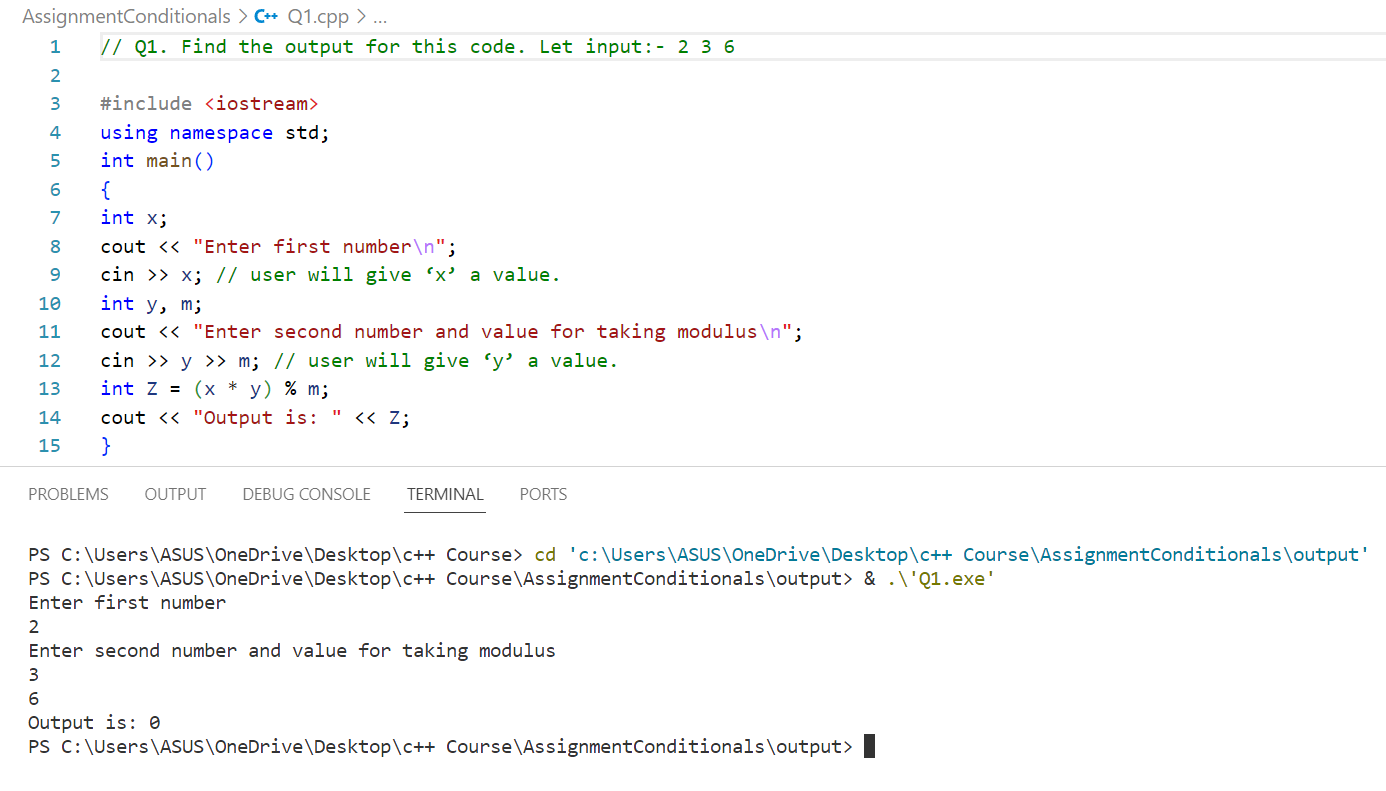 AssignmentConditionals > C++ Q1.cpp > ...
1 // Q1. Find the output for this code. Let input:- 2 3 6
2
3 #include <iostream>
4 using namespace std;
5 int main()
6 {
7 int x;
8 cout << "Enter first number\n";
9 cin >> x; // user will give ‘x’ a value.
10 int y, m;
11 cout << "Enter second number and value for taking modulus\n";
12 cin >> y >> m; // user will give ‘y’ a value.
13 int Z = (x * y) % m;
14 cout << "Output is: " << Z;
15 }
PROBLEMS OUTPUT DEBUG CONSOLE TERMINAL PORTS
PS C:\Users\ASUS\OneDrive\Desktop\c++ Course> cd 'c:\Users\ASUS\OneDrive\Desktop\c++ Course\AssignmentConditionals\output'
PS C:\Users\ASUS\OneDrive\Desktop\c++ Course\AssignmentConditionals\output> & .\'Q1.exe'
Enter first number
2
Enter second number and value for taking modulus
3
6
Output is: 0
PS C:\Users\ASUS\OneDrive\Desktop\c++ Course\AssignmentConditionals\output>